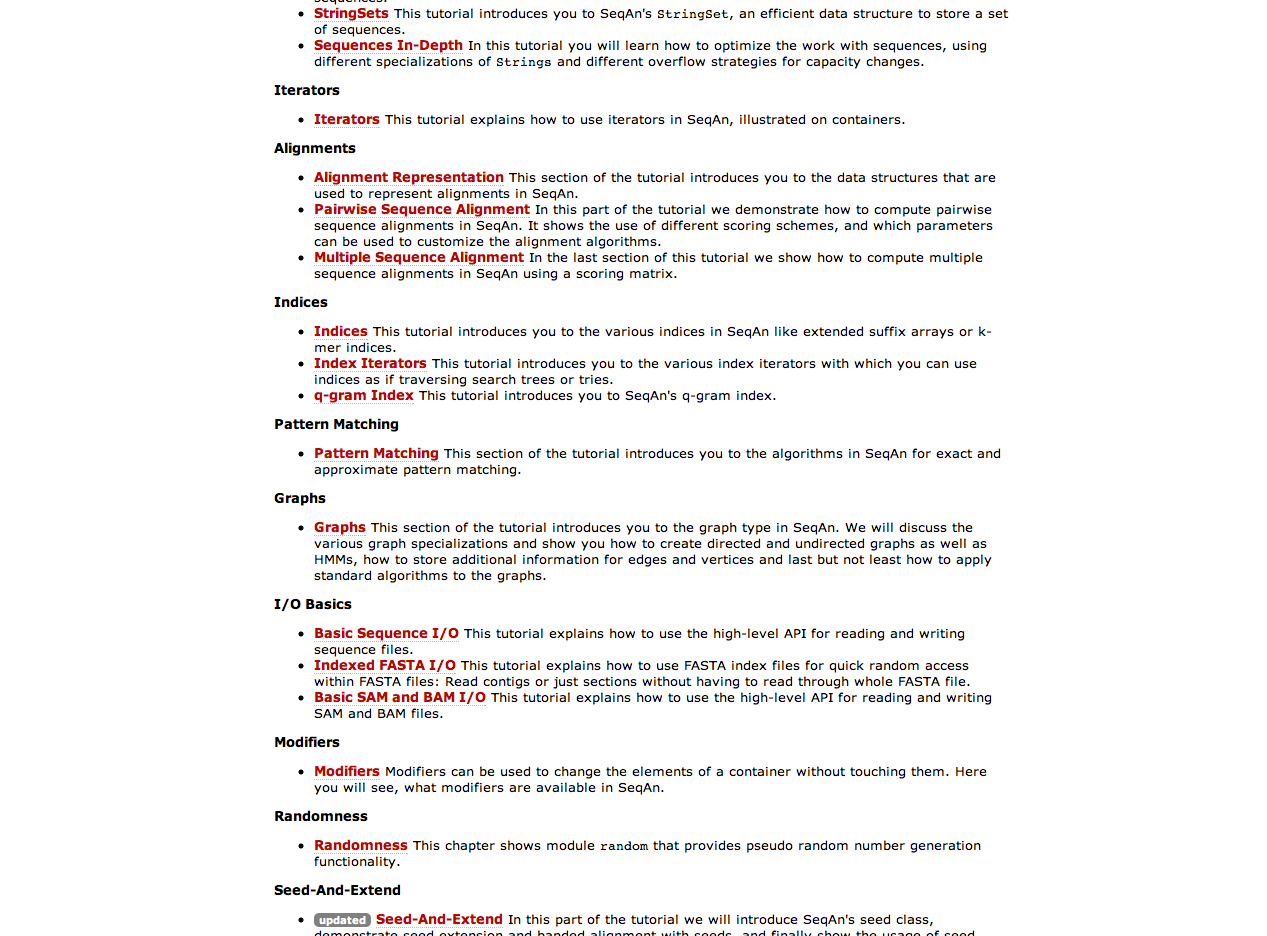 sequences.
StringSets This tutorial introduces you to SeqAn's StringSet, an efficient data structure to store a set
of sequences.
Sequences In-Depth In this tutorial you will learn how to optimize the work with sequences, using
different specializations of Strings and different overflow strategies for capacity changes.
Iterators
Iterators This tutorial explains how to use iterators in SeqAn, illustrated on containers.
Alignments
Alignment Representation This section of the tutorial introduces you to the data structures that are
used to represent alignments in SeqAn.
Pairwise Sequence Alignment In this part of the tutorial we demonstrate how to compute pairwise
sequence alignments in SeqAn. It shows the use of different scoring schemes, and which parameters
can be used to customize the alignment algorithms.
Multiple Sequence Alignment In the last section of this tutorial we show how to compute multiple
sequence alignments in SeqAn using a scoring matrix.
Indices
Indices This tutorial introduces you to the various indices in SeqAn like extended suffix arrays or k-
mer indices.
Index Iterators This tutorial introduces you to the various index iterators with which you can use
indices as if traversing search trees or tries.
q-gram Index This tutorial introduces you to SeqAn's q-gram index.
Pattern Matching
Pattern Matching This section of the tutorial introduces you to the algorithms in SeqAn for exact and
approximate pattern matching.
Graphs
Graphs This section of the tutorial introduces you to the graph type in SeqAn. We will discuss the
various graph specializations and show you how to create directed and undirected graphs as well as
HMMs, how to store additional information for edges and vertices and last but not least how to apply
standard algorithms to the graphs.
I/O Basics
Basic Sequence I/O This tutorial explains how to use the high-level API for reading and writing
sequence files.
Indexed FASTA I/O This tutorial explains how to use FASTA index files for quick random access
within FASTA files: Read contigs or just sections without having to read through whole FASTA file.
Basic SAM and BAM I/O This tutorial explains how to use the high-level API for reading and writing
SAM and BAM files.
Modifiers
Modifiers Modifiers can be used to change the elements of a container without touching them. Here
you will see, what modifiers are available in SeqAn.
Randomness
Randomness This chapter shows module random that provides pseudo random number generation
functionality.
Seed-And-Extend
updated Seed-And-Extend In this part of the tutorial we will introduce SeqAn's seed class,
demonstrate seed extension and banded alignment with seeds, and finally show the usage of seed